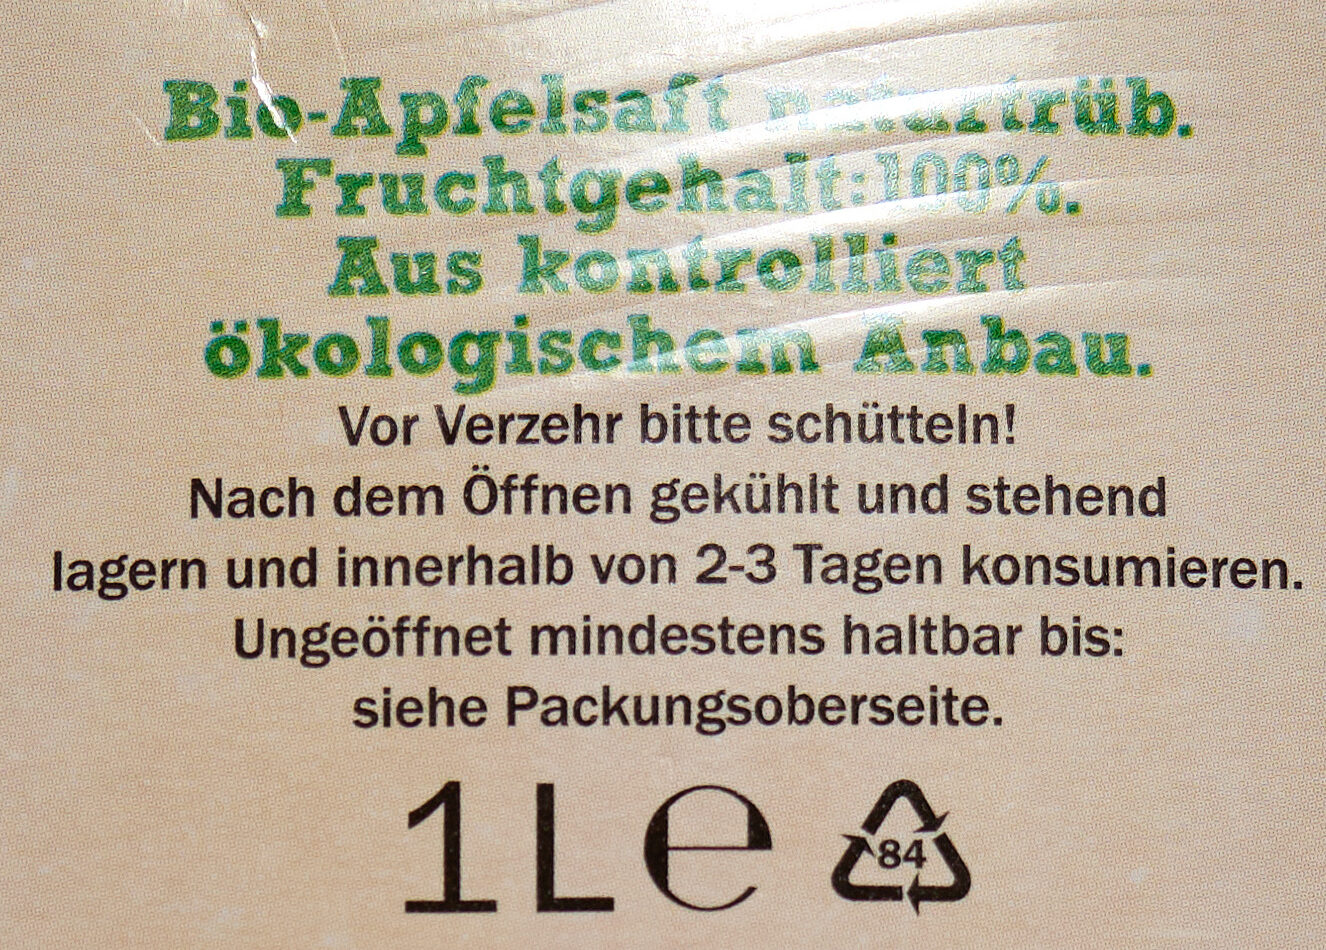 Bio-Apfelsaft naturtrüb.
Fruchtgehalt:100%.
Aus kontrolliert
ökologischem Anbau.
Vor Verzehr bitte schütteln!
Nach dem Öffnen gekühlt und stehend
lagern und innerhalb von 2-3 Tagen konsumieren.
Ungeöffnet mindestens haltbar bis:
siehe Packungsoberseite.
1L e 84